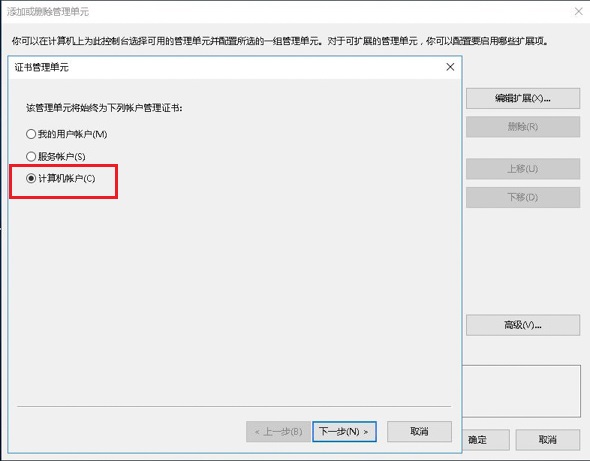 添加或删除管理单元
你可以在计算机上为此控制台选择可用的管理单元并配置所选的一组管理单元。对于可扩展的管理单元，你可以配置要启用哪些扩展项。
证书管理单元
该管理单元将始终为下列帐户管理证书:
我的用户帐户(M)
服务帐户(S)
计算机帐户(C)
编辑扩展(X)...
删除(R)
上移(U)
下移(D)
高级(V)...
< 上一步(B)
下一步(N) >
取消
确定
取消